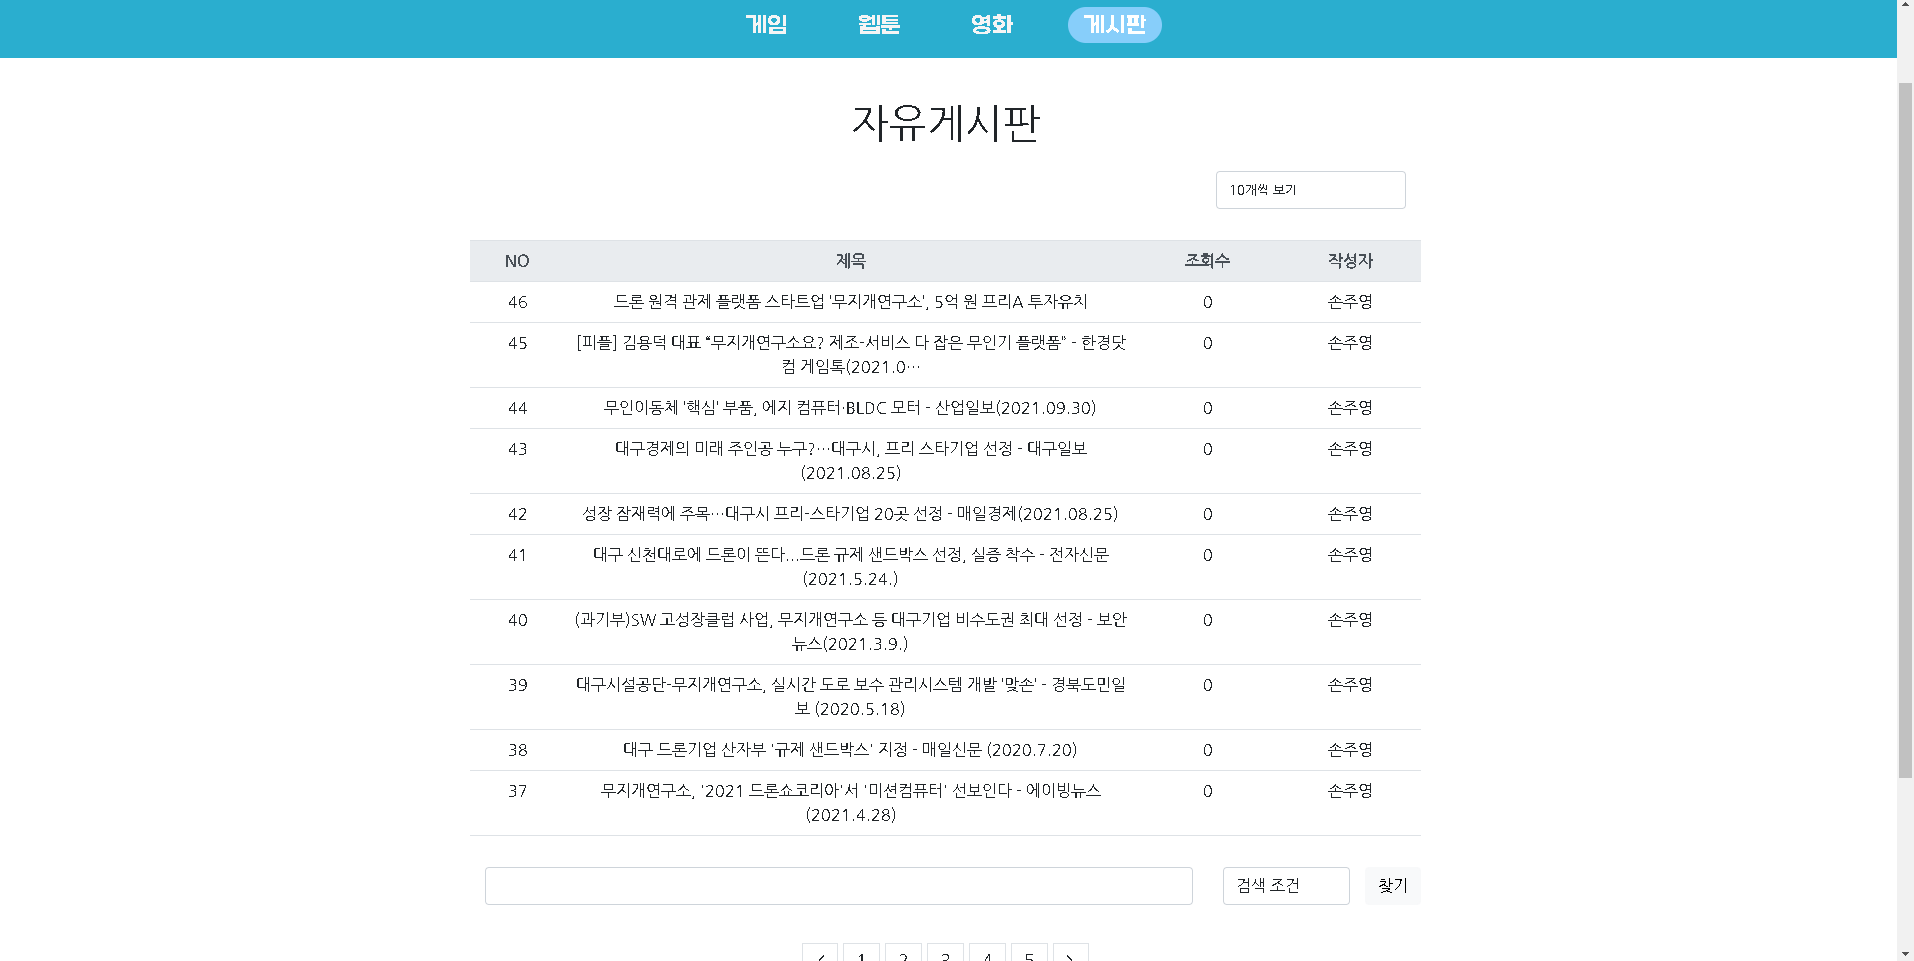 게임 웹툰 영화 게시판
자유게시판
10개씩 보기
NO 제목 조회수 작성자
46 드론 원격 관제 플랫폼 스타트업 '무지개연구소', 5억 원 프리A 투자유치 0 손주영
45 [피플] 김용덕 대표 “무지개연구소요? 제조-서비스 다 잡은 무인기 플랫폼” - 한경닷 0 손주영
컴 게임톡(2021.0…
44 무인이동체 '핵심' 부품, 에지 컴퓨터·BLDC 모터 - 산업일보(2021.09.30) 0 손주영
43 대구경제의 미래 주인공 누구?…대구시, 프리 스타기업 선정 - 대구일보 0 손주영
(2021.08.25)
42 성장 잠재력에 주목…대구시 프리-스타기업 20곳 선정 - 매일경제(2021.08.25) 0 손주영
41 대구 신천대로에 드론이 뜬다...드론 규제 샌드박스 선정, 실증 착수 - 전자신문 0 손주영
(2021.5.24.)
40 (과기부)SW 고성장클럽 사업, 무지개연구소 등 대구기업 비수도권 최대 선정 - 보안 0 손주영
뉴스(2021.3.9.)
39 대구시설공단-무지개연구소, 실시간 도로 보수 관리시스템 개발 '맞손' - 경북도민일 0 손주영
보 (2020.5.18)
38 대구 드론기업 산자부 '규제 샌드박스' 지정 - 매일신문 (2020.7.20) 0 손주영
37 무지개연구소, '2021 드론쇼코리아'서 '미션컴퓨터' 선보인다 - 에이빙뉴스 0 손주영
(2021.4.28)
검색 조건 찾기
‹ 1 2 3 4 5 ›